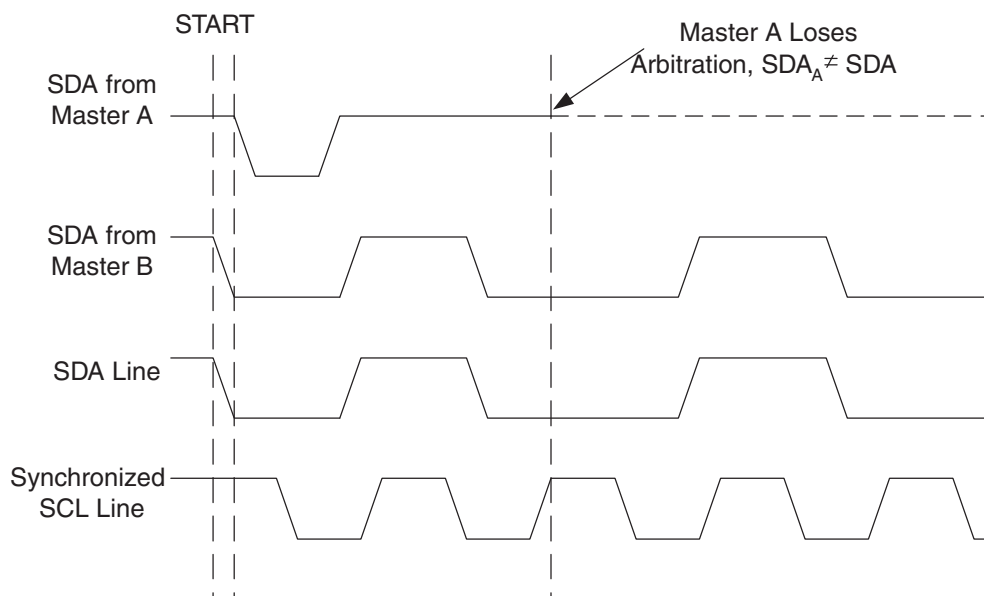 START
Master A Loses
Arbitration, SDA_A ≠ SDA
SDA from
Master A
SDA from
Master B
SDA Line
Synchronized
SCL Line